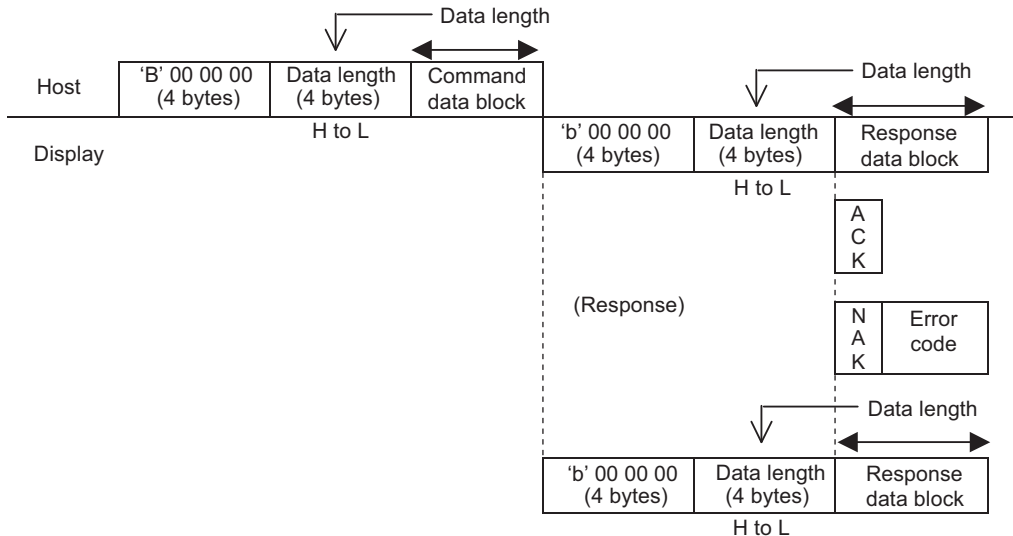 Data length
Host
‘B’ 00 00 00
(4 bytes)
Data length
(4 bytes)
Command
data block
H to L
Data length
Display
‘b’ 00 00 00
(4 bytes)
Data length
(4 bytes)
Response
data block
H to L
A
C
K
(Response)
N
A
K
Error
code
Data length
‘b’ 00 00 00
(4 bytes)
Data length
(4 bytes)
Response
data block
H to L